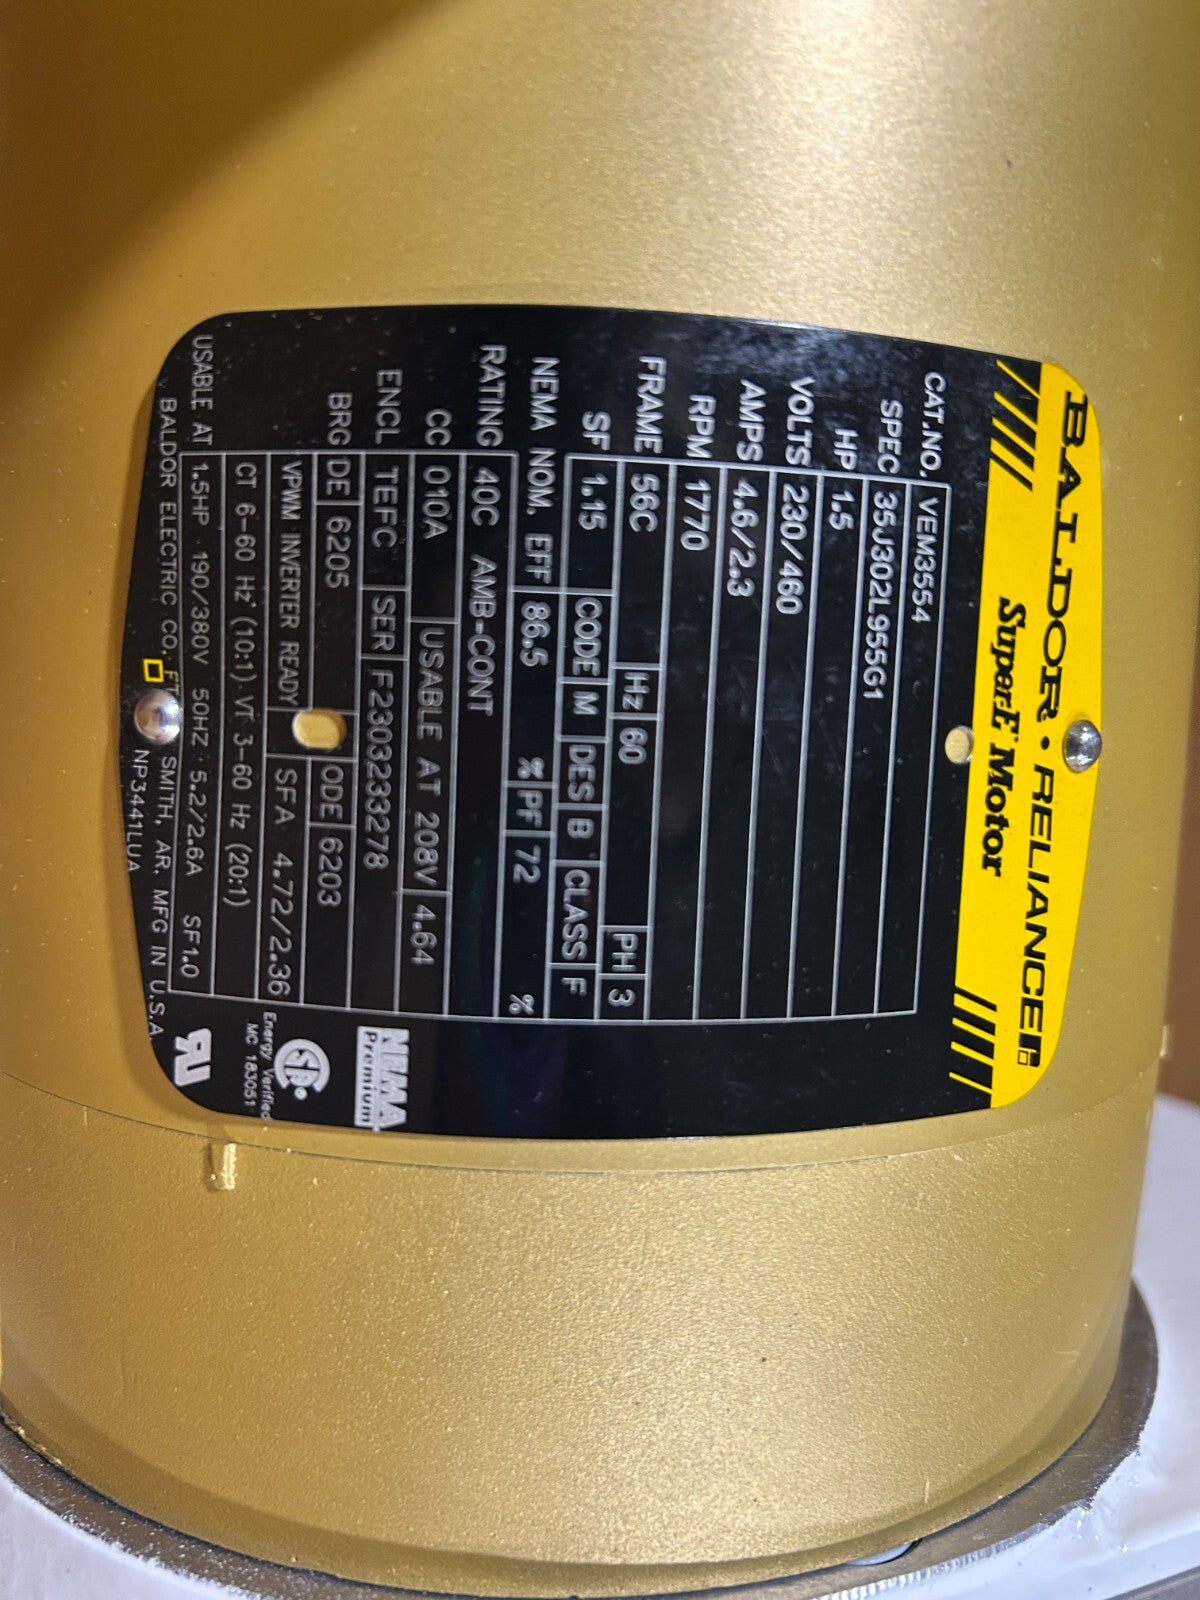 BALDOR • RELIANCE
SuperE Motor
CAT.NO. VEM3554
SPEC 35J302L955G1
HP 1.5
VOLTS 230/460
AMPS 4.6/2.3
RPM 1770
FRAME 56C Hz 60 PH 3
SF 1.15 CODE M DES B CLASS F
NEMA NOM. EFF 86.5 % PF 72 %
RATING 40C AMB-CONT
CC 010A USABLE AT 208V 4.64
ENCL TEFC SER F2303233278
BRG DE 6205 ODE 6203
VPWM INVERTER READY SFA 4.72/2.36
CT 6-60 HZ (10:1) VT 3-60 Hz (20:1)
USABLE AT 1.5HP 190/380V 50HZ 5.2/2.6A SF1.0
BALDOR ELECTRIC CO. FT SMITH, AR. MFG IN U.S.A.
NP3441LUA
NEMA
Premium
Energy Verified
MC 183051